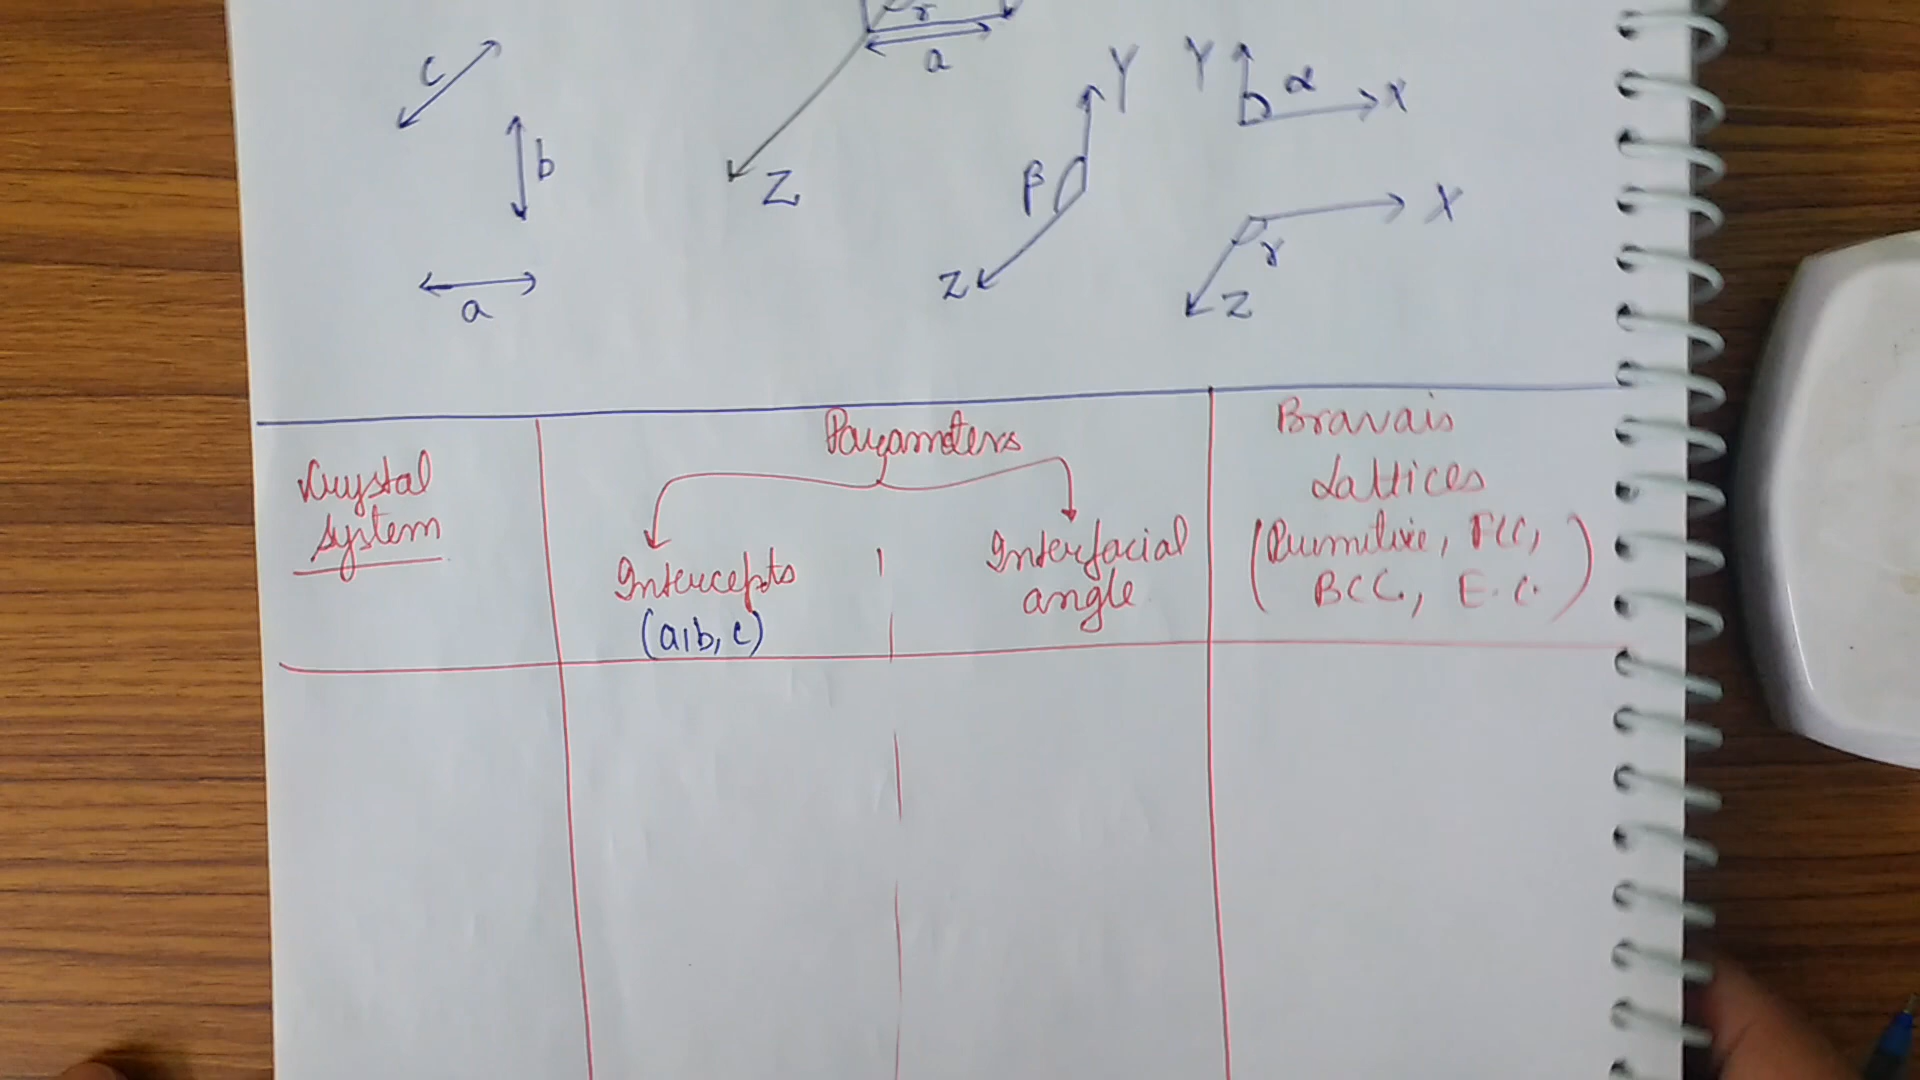 γ
a
c
b
a
Z
Y
β
Z
Y α X
X
γ
Z
Crystal
system
Parameters
Intercepts
(a,b,c)
Interfacial
angle
Bravais
Lattices
(Primitive, FCC,
BCC, E.C.)